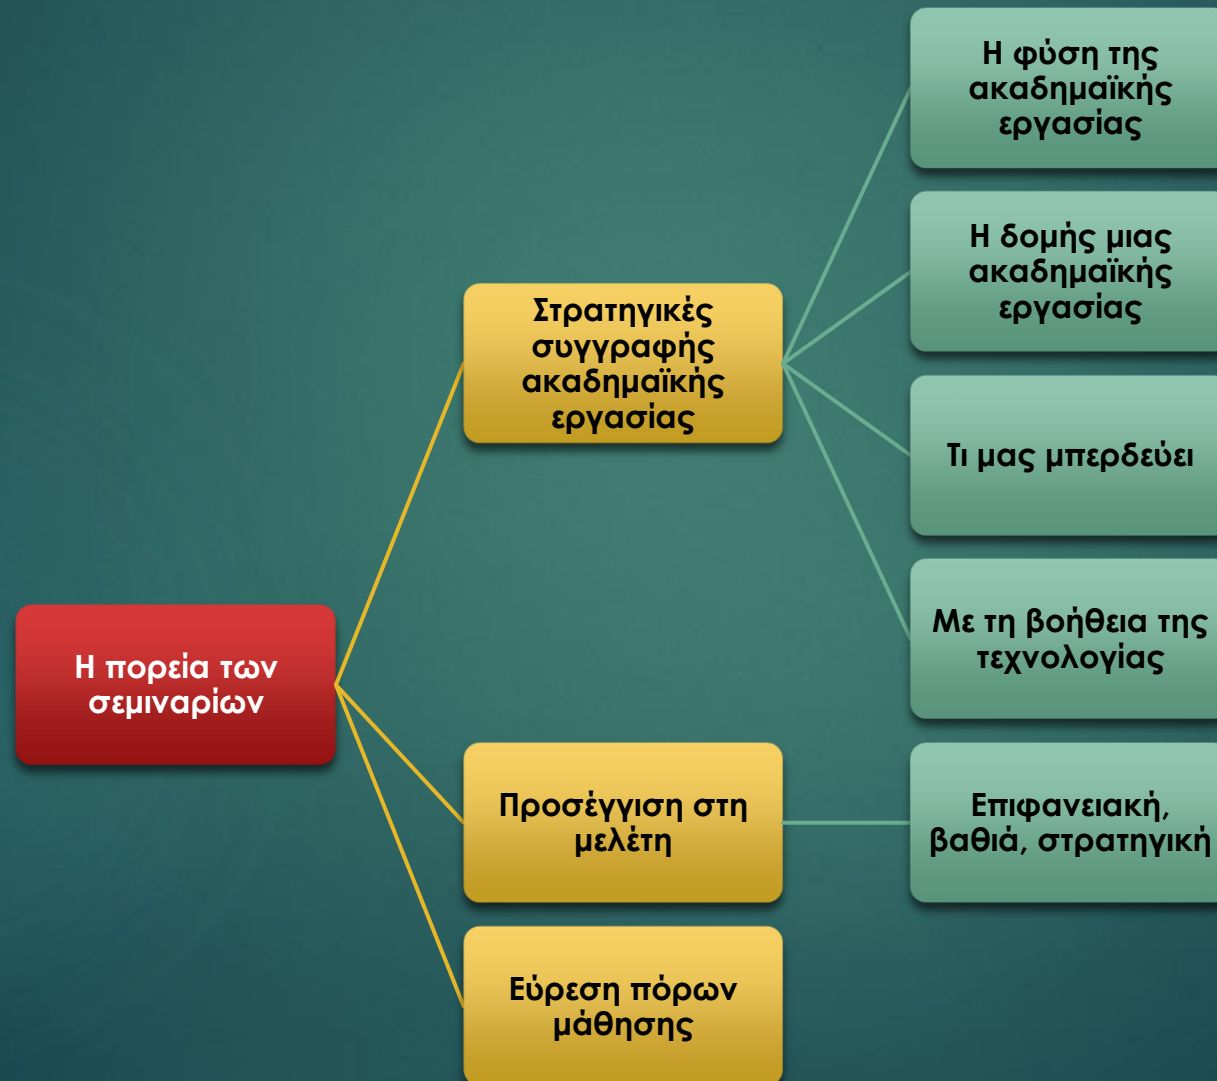 Η πορεία των
σεμιναρίων
Στρατηγικές
συγγραφής
ακαδημαϊκής
εργασίας
Η φύση της
ακαδημαϊκής
εργασίας
Η δομής μιας
ακαδημαϊκής
εργασίας
Τι μας μπερδεύει
Με τη βοήθεια της
τεχνολογίας
Προσέγγιση στη
μελέτη
Επιφανειακή,
βαθιά, στρατηγική
Εύρεση πόρων
μάθησης